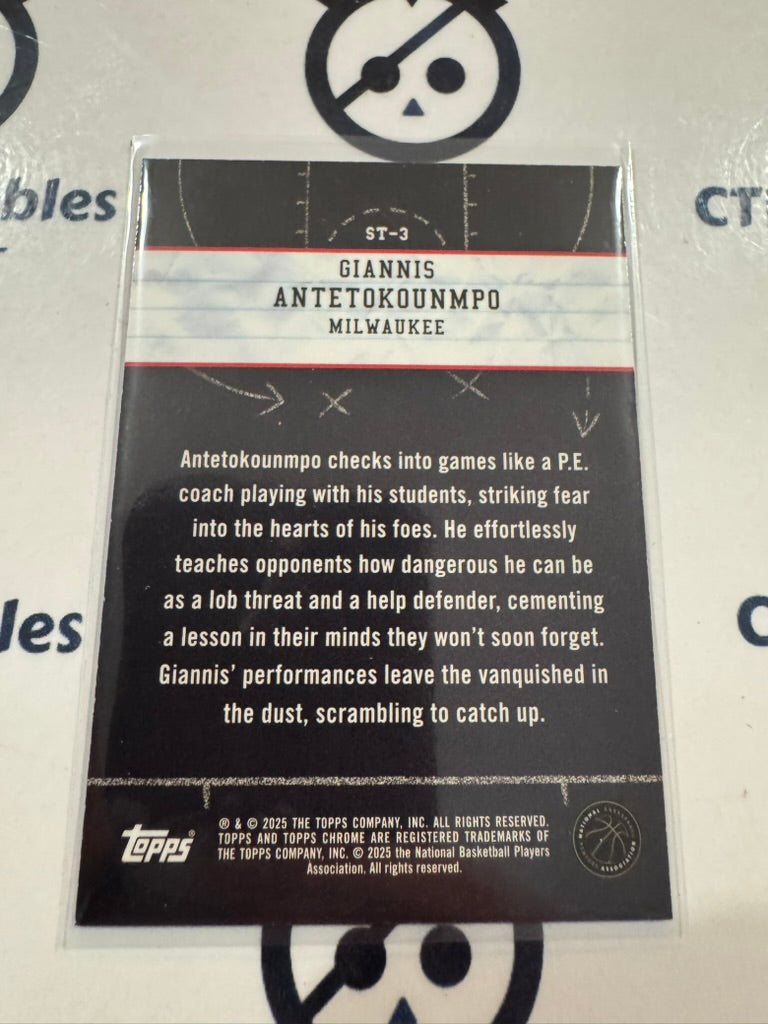 bles
CT
ST-3
GIANNIS
ANTETOKOUNMPO
MILWAUKEE
Antetokounmpo checks into games like a P.E.
coach playing with his students, striking fear
into the hearts of his foes. He effortlessly
teaches opponents how dangerous he can be
as a lob threat and a help defender, cementing
a lesson in their minds they won't soon forget.
Giannis' performances leave the vanquished in
the dust, scrambling to catch up.
les
C
topps®
® & © 2025 THE TOPPS COMPANY, INC. ALL RIGHTS RESERVED.
TOPPS AND TOPPS CHROME ARE REGISTERED TRADEMARKS OF
THE TOPPS COMPANY, INC. © 2025 the National Basketball Players
Association. All rights reserved.
NATIONAL BASKETBALL
PLAYERS ASSOCIATION